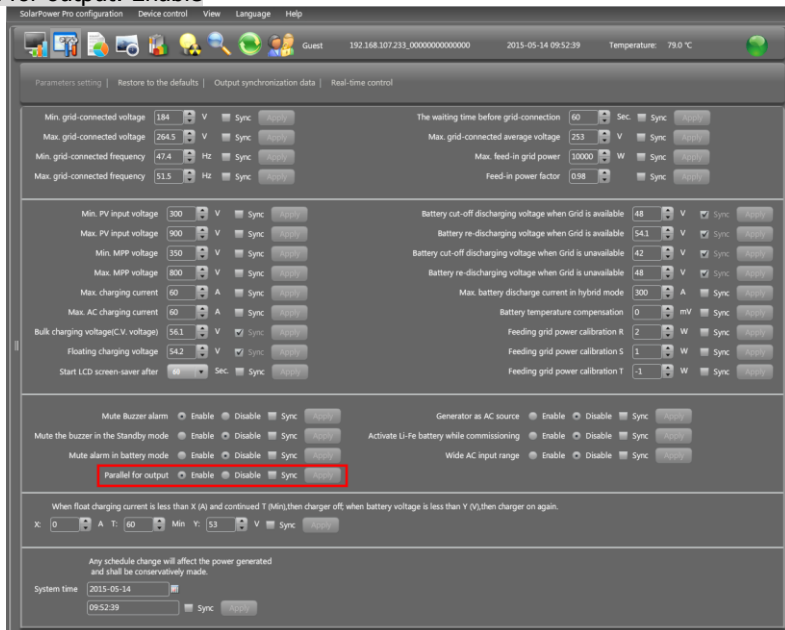 for output: Enable
SolarPower Pro configuration Device control View Language Help
Guest 192.168.107.233_00000000000000 2015-05-14 09:52:39 Temperature: 79.0 ℃
Parameters setting | Restore to the defaults | Output synchronization data | Real-time control
Min. grid-connected voltage 184 V Sync Apply The waiting time before grid-connection 60 Sec. Sync Apply
Max. grid-connected voltage 264.5 V Sync Apply Max. grid-connected average voltage 253 V Sync Apply
Min. grid-connected frequency 47.4 Hz Sync Apply Max. feed-in grid power 10000 W Sync Apply
Max. grid-connected frequency 51.5 Hz Sync Apply Feed-in power factor 0.98 Sync Apply
Min. PV input voltage 300 V Sync Apply Battery cut-off discharging voltage when Grid is available 48 V Sync Apply
Max. PV input voltage 900 V Sync Apply Battery re-discharging voltage when Grid is available 54.1 V Sync Apply
Min. MPP voltage 350 V Sync Apply Battery cut-off discharging voltage when Grid is unavailable 42 V Sync Apply
Max. MPP voltage 800 V Sync Apply Battery re-discharging voltage when Grid is unavailable 48 V Sync Apply
Max. charging current 60 A Sync Apply Max. battery discharge current in hybrid mode 300 A Sync Apply
Max. AC charging current 60 A Sync Apply Battery temperature compensation 0 mV Sync Apply
Bulk charging voltage(C.V. voltage) 56.1 V Sync Apply Feeding grid power calibration R 2 W Sync Apply
Floating charging voltage 54.2 V Sync Apply Feeding grid power calibration S 1 W Sync Apply
Start LCD screen-saver after 60 Sec. Sync Apply Feeding grid power calibration T -1 W Sync Apply
Mute Buzzer alarm Enable Disable Sync Apply Generator as AC source Enable Disable Sync Apply
Mute the buzzer in the Standby mode Enable Disable Sync Apply Activate Li-Fe battery while commissioning Enable Disable Sync Apply
Mute alarm in battery mode Enable Disable Sync Apply Wide AC input range Enable Disable Sync Apply
Parallel for output Enable Disable Sync Apply
When float charging current is less than X (A) and continued T (Min),then charger off, when battery voltage is less than Y (V),then charger on again.
X: 0 A T: 60 Min Y: 53 V Sync Apply
Any schedule change will affect the power generated
and shall be conservatively made.
System time 2015-05-14
09:52:39 Sync Apply